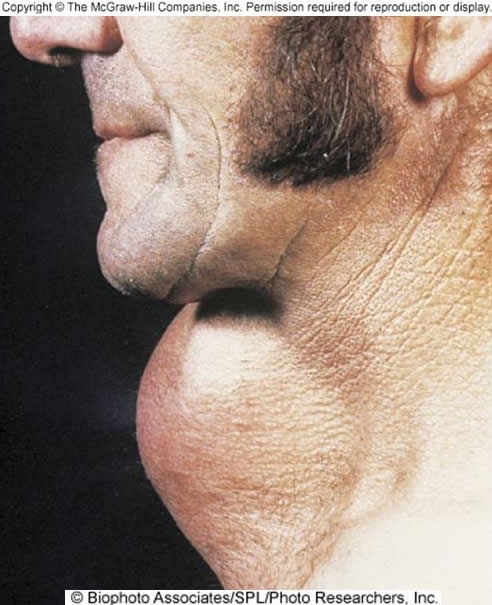 Copyright © The McGraw-Hill Companies, Inc. Permission required for reproduction or display.
© Biophoto Associates/SPL/Photo Researchers, Inc.